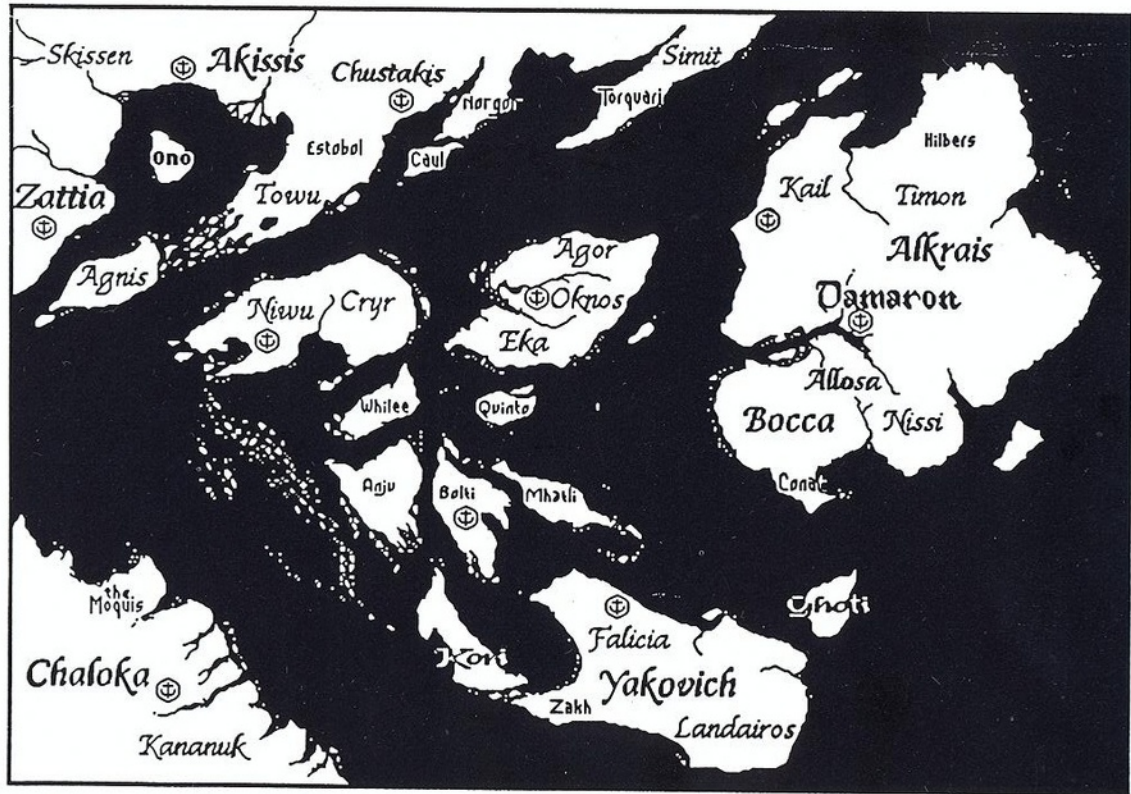 Skissen
Akissis
Chustakis
Simit
Norgor
Torquari
Hilbers
Ono
Estobol
Caul
Kail
Timon
Zattia
Towu
Agor
Alkrais
Agnis
Niwu
Cryr
Oknos
Damaron
Eka
Allosa
Whilee
Quinto
Bocca
Nissi
Anju
Bolti
Mhatli
Conat
the
Moquis
Ghoti
Falicia
Kori
Chaloka
Yakovich
Zakh
Landairos
Kananuk